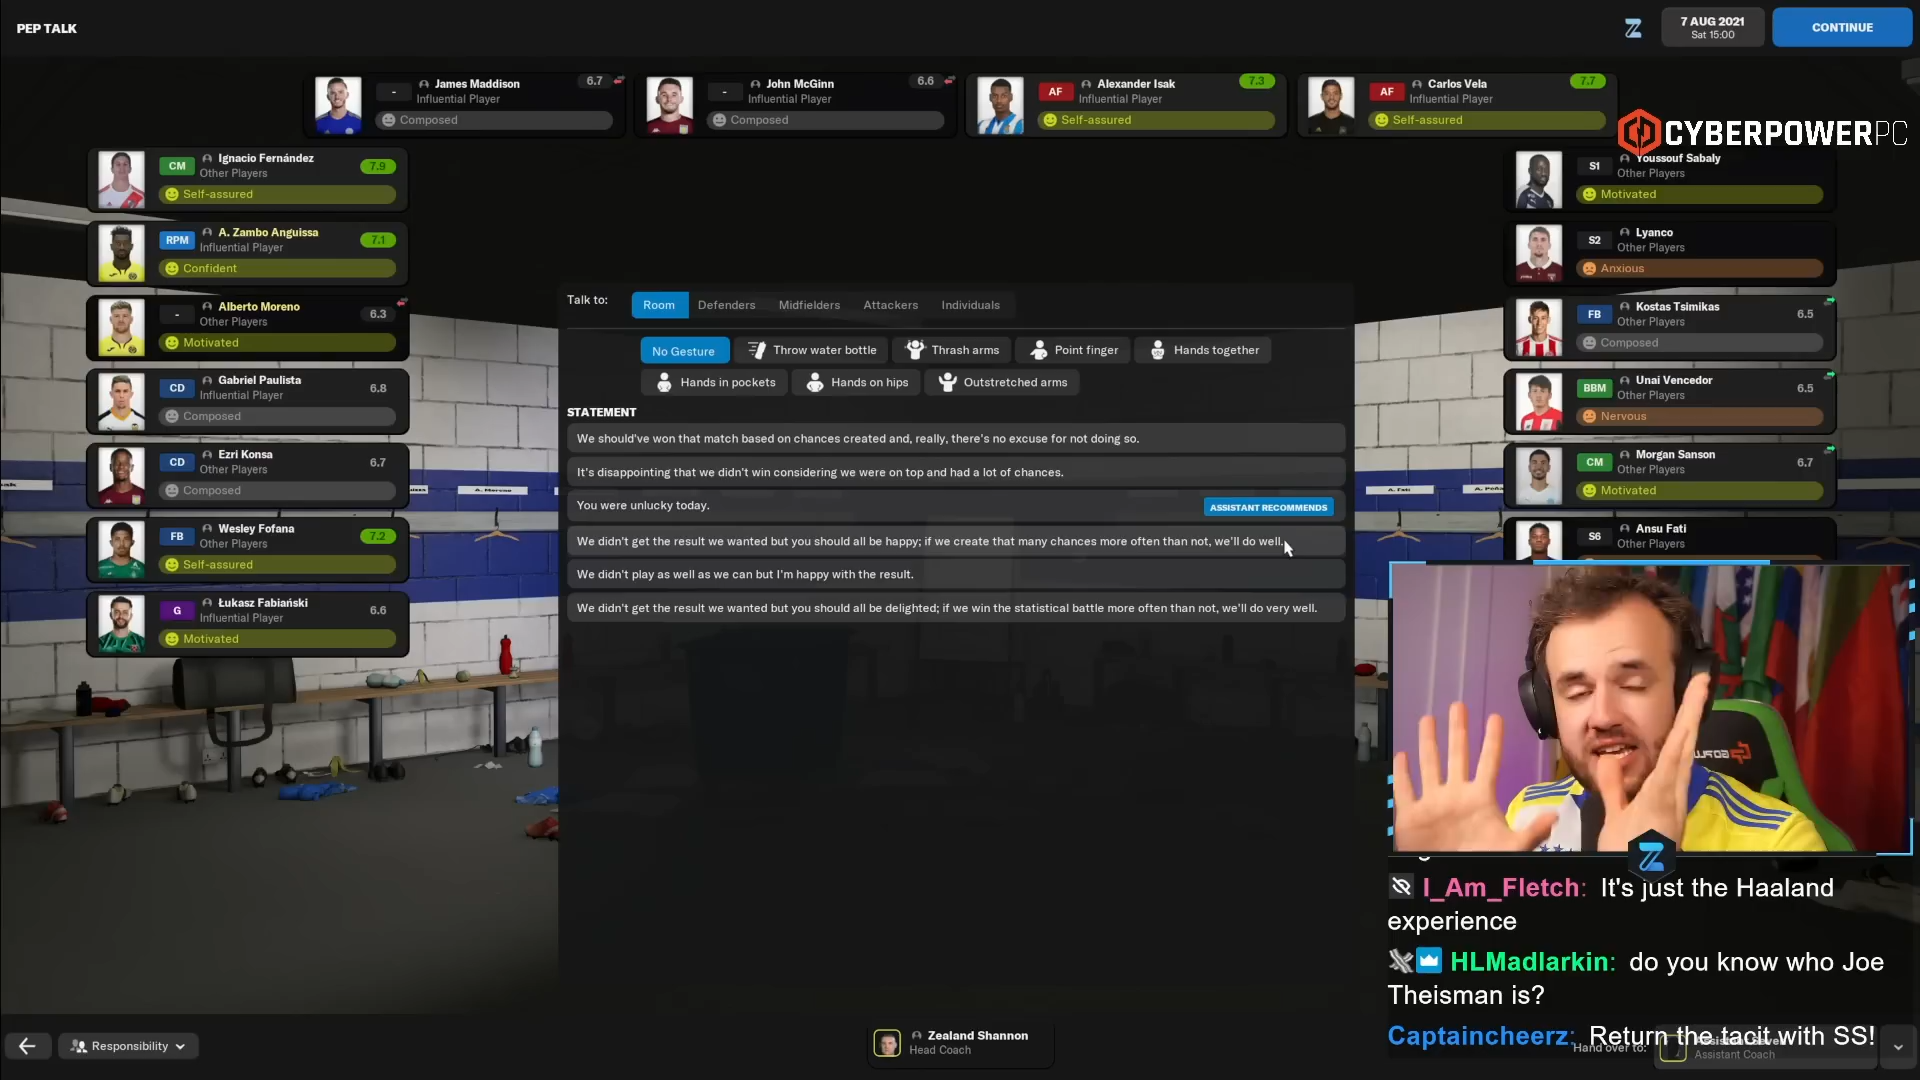 PEP TALK
7 AUG 2021
Sat 15:00
CONTINUE
James Maddison
6.7
-
Influential Player
Composed
John McGinn
6.6
-
Influential Player
Composed
Alexander Isak
7.3
AF
Influential Player
Self-assured
Carlos Vela
7.7
AF
Influential Player
Self-assured
CYBERPOWERPC
Ignacio Fernández
CM
7.9
Other Players
Self-assured
A. Zambo Anguissa
RPM
7.1
Influential Player
Confident
Alberto Moreno
-
6.3
Other Players
Motivated
Gabriel Paulista
CD
6.8
Influential Player
Composed
Ezri Konsa
CD
6.7
Other Players
Composed
Wesley Fofana
FB
7.2
Other Players
Self-assured
Łukasz Fabiański
G
6.6
Influential Player
Motivated
Talk to:
Room
Defenders
Midfielders
Attackers
Individuals
No Gesture
Throw water bottle
Thrash arms
Point finger
Hands together
Hands in pockets
Hands on hips
Outstretched arms
STATEMENT
We should've won that match based on chances created and, really, there's no excuse for not doing so.
It's disappointing that we didn't win considering we were on top and had a lot of chances.
You were unlucky today.
ASSISTANT RECOMMENDS
We didn't get the result we wanted but you should all be happy; if we create that many chances more often than not, we'll do well.
We didn't play as well as we can but I'm happy with the result.
We didn't get the result we wanted but you should all be delighted; if we win the statistical battle more often than not, we'll do very well.
Youssouf Sabaly
S1
Other Players
Motivated
Lyanco
S2
Other Players
Anxious
Kostas Tsimikas
FB
6.5
Other Players
Composed
Unai Vencedor
BBM
6.5
Other Players
Nervous
Morgan Sanson
CM
6.7
Other Players
Motivated
Ansu Fati
S6
Other Players
A. Moreno
I_Am_Fletch: It's just the Haaland
experience
HLMadlarkin: do you know who Joe
Theisman is?
Captaincheerz: Return the tacit with SS!
Responsibility
Zealand Shannon
Head Coach
Hand over to:
Assistant Coach